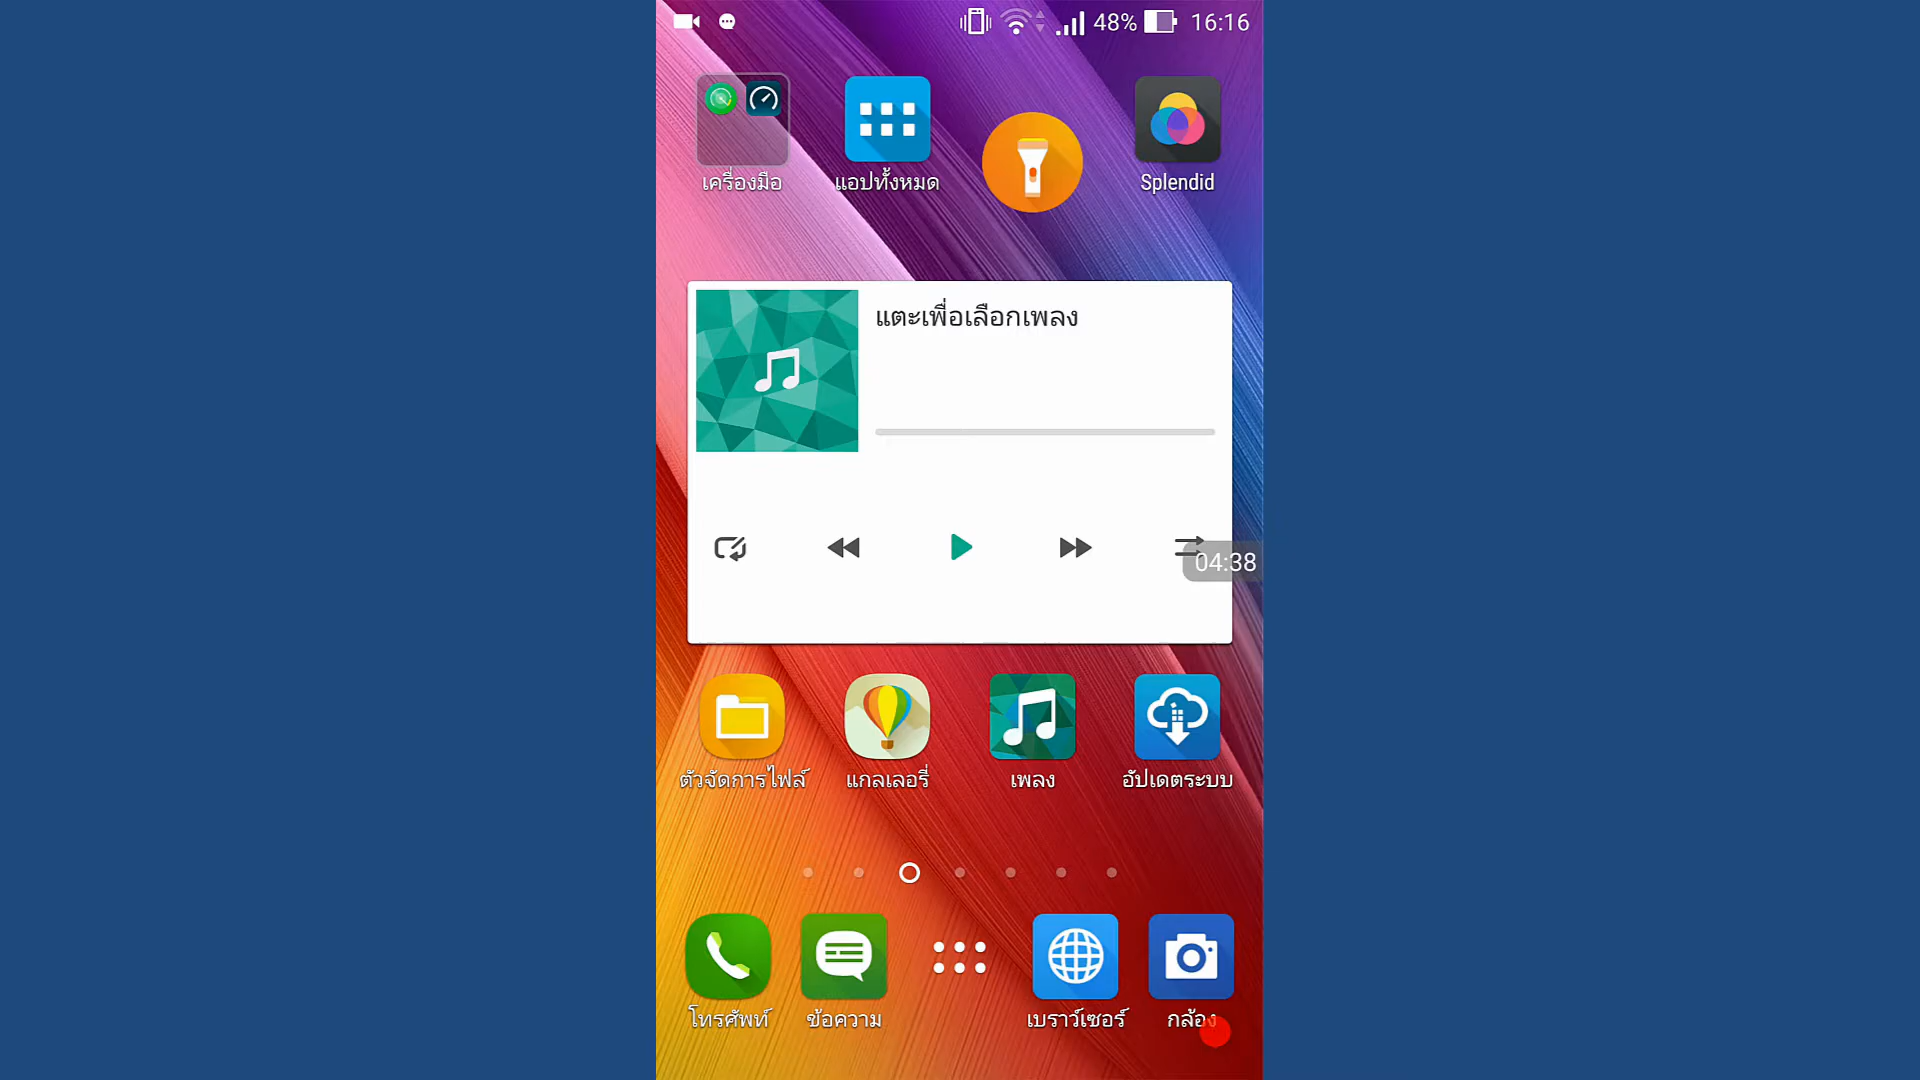 48% 16:16
เครื่องมือ
แอปทั้งหมด
Splendid
แตะเพื่อเลือกเพลง
04:38
ตัวจัดการไฟล์
แกลเลอรี่
เพลง
อัปเดตระบบ
โทรศัพท์
ข้อความ
เบราว์เซอร์
กล้อง